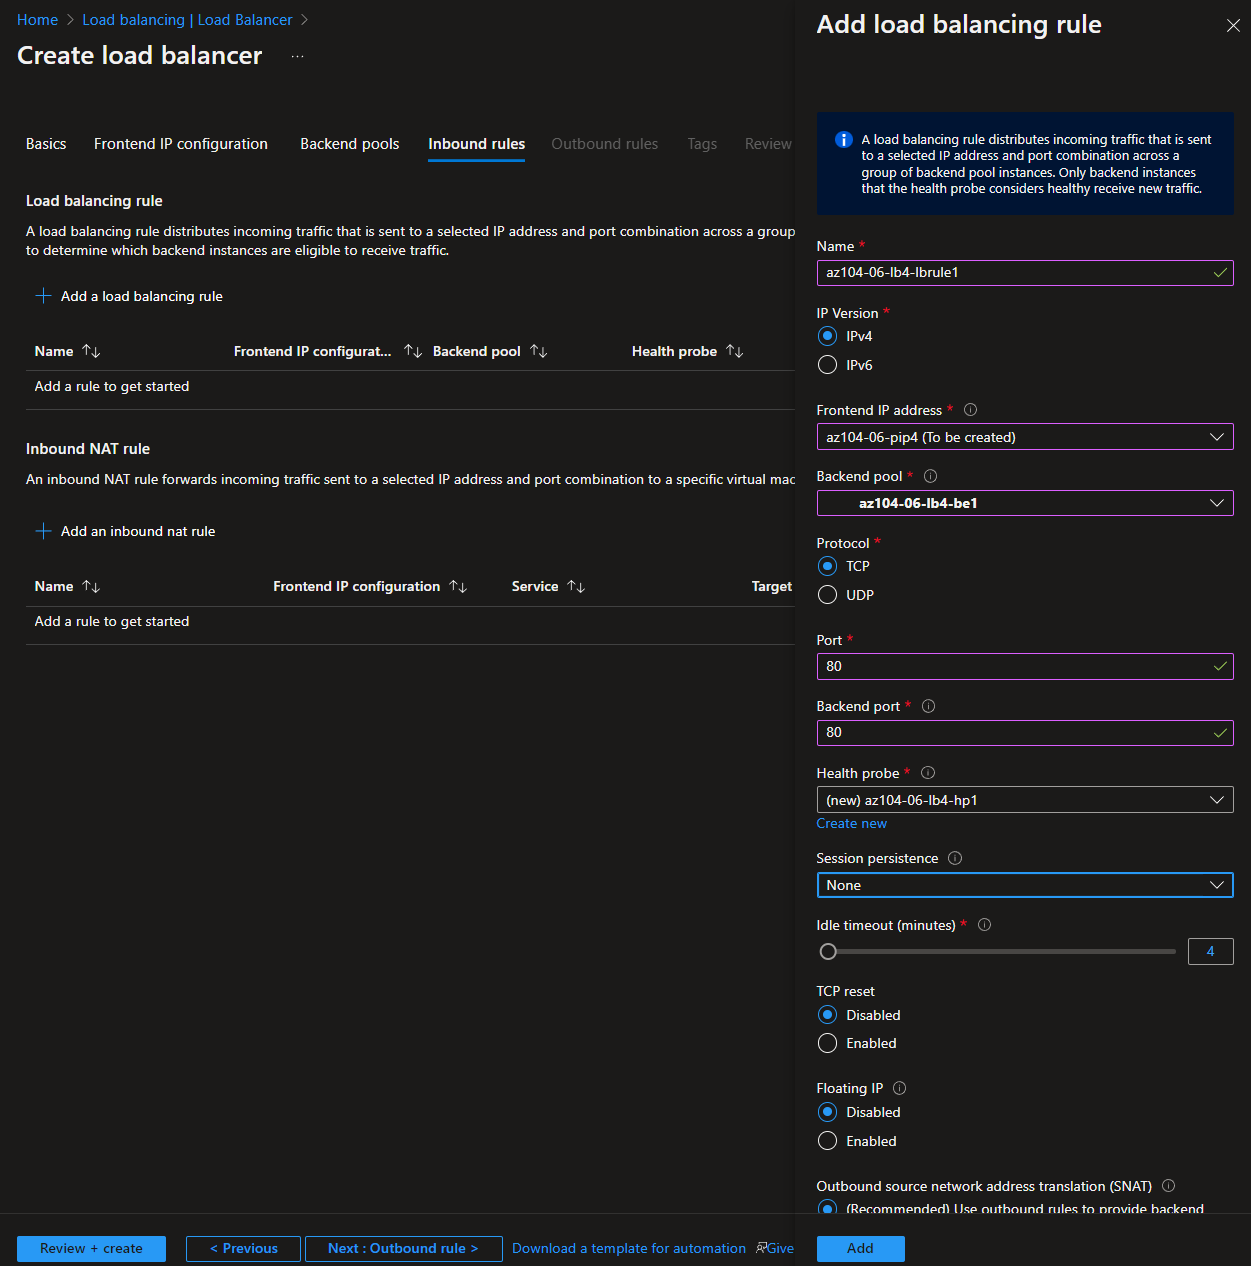 Home > Load balancing | Load Balancer >
Create load balancer ...
Basics Frontend IP configuration Backend pools Inbound rules Outbound rules Tags Review
Load balancing rule
A load balancing rule distributes incoming traffic that is sent to a selected IP address and port combination across a group
to determine which backend instances are eligible to receive traffic.
+ Add a load balancing rule
Name ↑↓ Frontend IP configurat... ↑↓ Backend pool ↑↓ Health probe ↑↓
Add a rule to get started
Inbound NAT rule
An inbound NAT rule forwards incoming traffic sent to a selected IP address and port combination to a specific virtual mac
+ Add an inbound nat rule
Name ↑↓ Frontend IP configuration ↑↓ Service ↑↓ Target
Add a rule to get started
Review + create < Previous Next : Outbound rule > Download a template for automation Give
Add load balancing rule
A load balancing rule distributes incoming traffic that is sent
to a selected IP address and port combination across a
group of backend pool instances. Only backend instances
that the health probe considers healthy receive new traffic.
Name *
az104-06-lb4-lbrule1
IP Version *
IPv4
IPv6
Frontend IP address *
az104-06-pip4 (To be created)
Backend pool *
az104-06-lb4-be1
Protocol *
TCP
UDP
Port *
80
Backend port *
80
Health probe *
(new) az104-06-lb4-hp1
Create new
Session persistence
None
Idle timeout (minutes) *
4
TCP reset
Disabled
Enabled
Floating IP
Disabled
Enabled
Outbound source network address translation (SNAT)
(Recommended) Use outbound rules to provide backend
Add